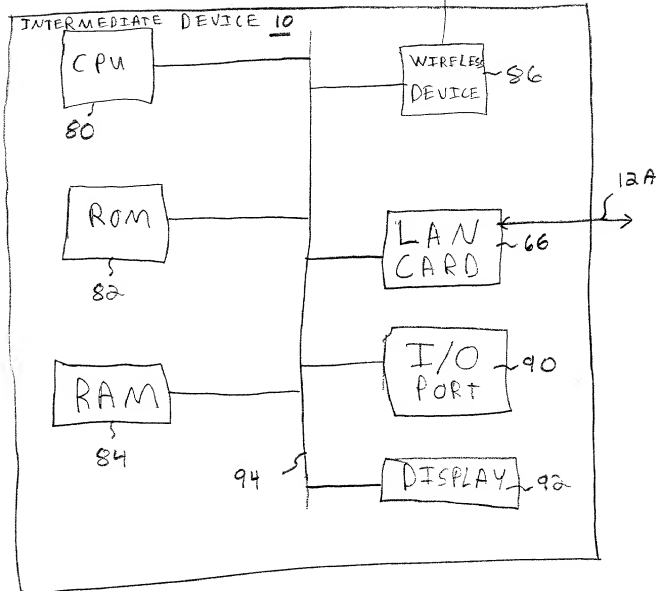 INTERMEDIATE DEVICE 10
CPU
80
WIRELESS
DEVICE
86
12A
ROM
82
LAN
CARD
66
I/O
PORT
90
RAM
84
94
DISPLAY
92